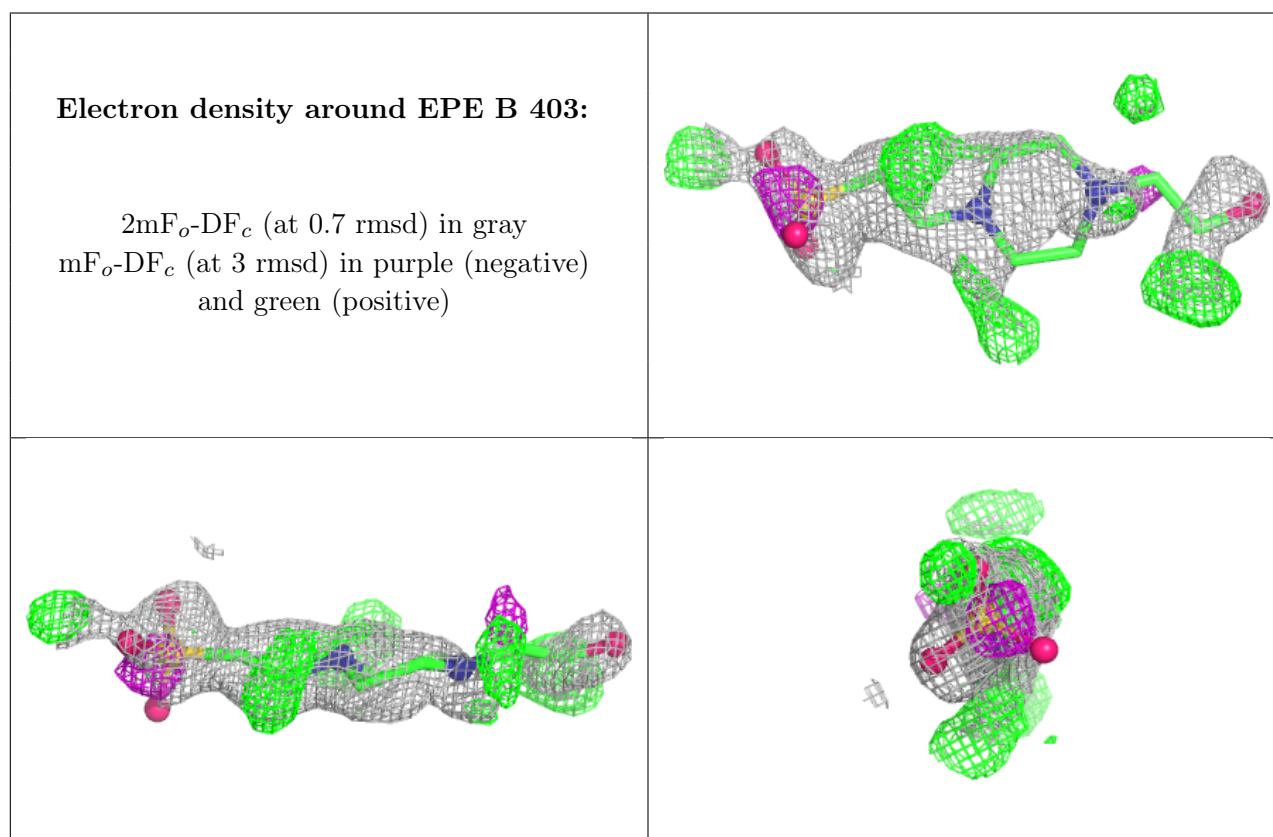 Electron density around EPE B 403:
2mFₒ-DF𝒸 (at 0.7 rmsd) in gray
mFₒ-DF𝒸 (at 3 rmsd) in purple (negative)
and green (positive)